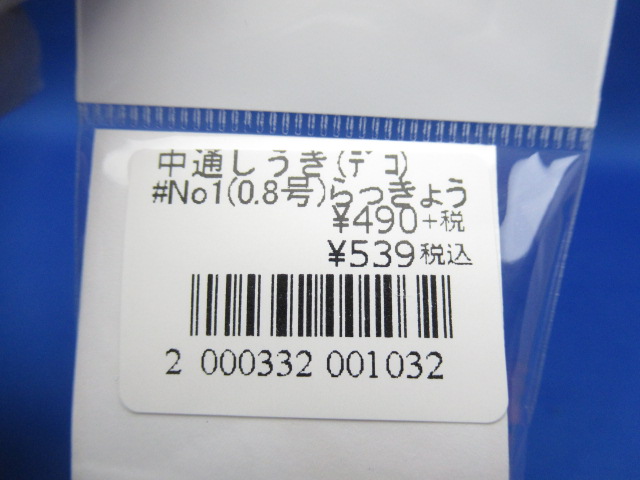 中通しうき(デコ)
#No1(0.8号)らっきょう
¥490+税
¥539税込
2 000332 001032